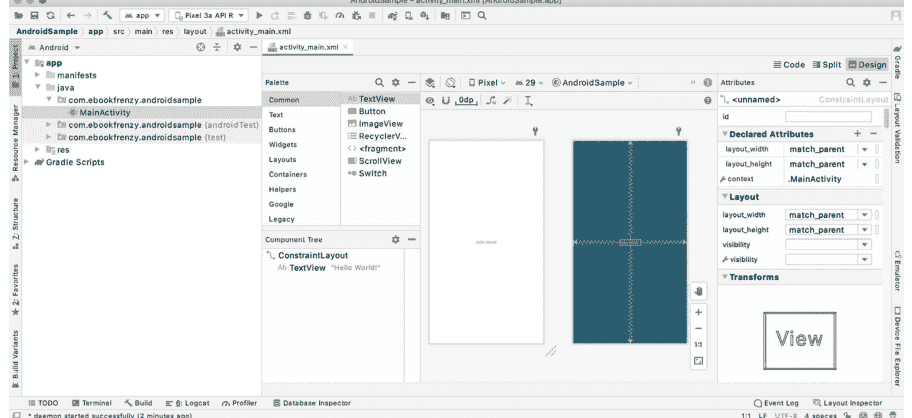 AndroidSample – activity_main.xml [AndroidSample.app]
app
Pixel 3a API R
AndroidSample app src main res layout activity_main.xml
1: Project
Resource Manager
Z: Structure
2: Favorites
Build Variants
Android
app
manifests
java
com.ebookfrenzy.androidsample
MainActivity
com.ebookfrenzy.androidsample (androidTest)
com.ebookfrenzy.androidsample (test)
res
Gradle Scripts
activity_main.xml
Code Split Design
Palette
Common
Text
Buttons
Widgets
Layouts
Containers
Helpers
Google
Legacy
Ab TextView
Button
ImageView
RecyclerV...
<fragment>
ScrollView
Switch
Component Tree
ConstraintLayout
Ab TextView "Hello World!"
Pixel 29 AndroidSample
0dp
1:1
Attributes
<unnamed> ConstraintLayout
id
Declared Attributes
layout_width match_parent
layout_height match_parent
context .MainActivity
Layout
layout_width match_parent
layout_height match_parent
visibility
visibility
Transforms
View
Gradle
Layout Validation
Emulator
Device File Explorer
TODO Terminal Build 6: Logcat Profiler Database Inspector Event Log Layout Inspector
* daemon started successfully (2 minutes ago) 1:1 LF UTF-8 4 spaces